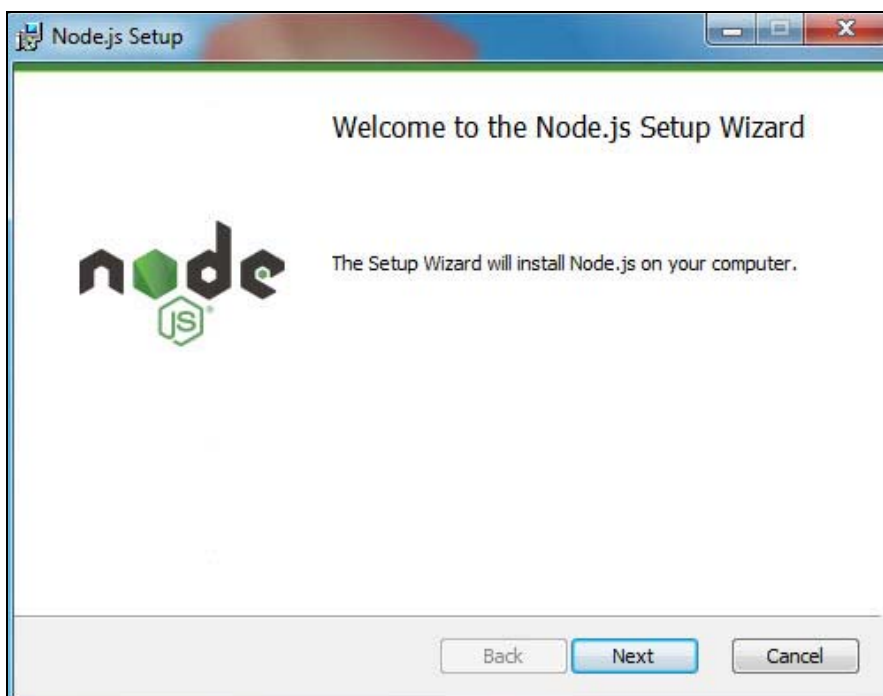 Node.js Setup
Welcome to the Node.js Setup Wizard
node
JS®
The Setup Wizard will install Node.js on your computer.
Back
Next
Cancel